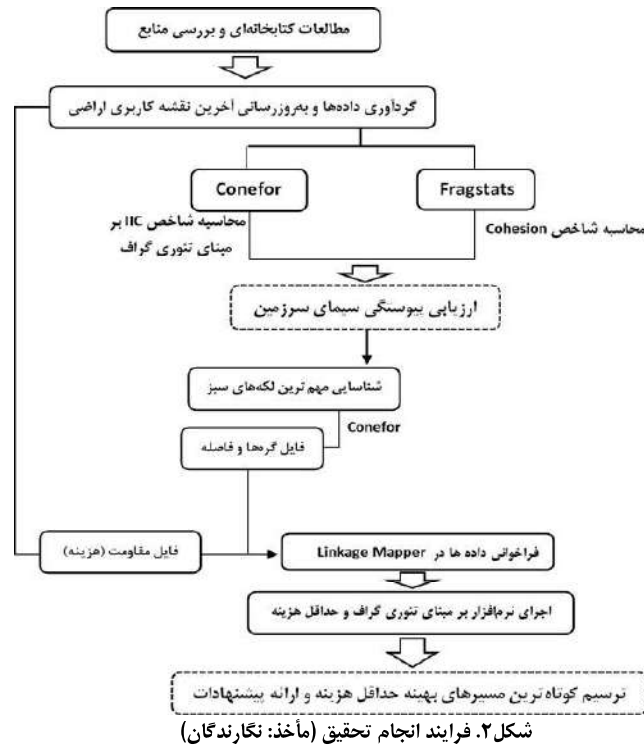 مطالعات کتابخانه‌ای و بررسی منابع
گردآوری داده‌ها و به‌روزرسانی آخرین نقشه کاربری اراضی
Conefor
Fragstats
محاسبه شاخص IIC بر
مبنای تئوری گراف
محاسبه شاخص Cohesion
ارزیابی پیوستگی سیمای سرزمین
شناسایی مهم ترین لکه‌های سبز
Conefor
فایل گره‌ها و فاصله
فایل مقاومت (هزینه)
فراخوانی داده ها در Linkage Mapper
اجرای نرم‌افزار بر مبنای تئوری گراف و حداقل هزینه
ترسیم کوتاه ترین مسیرهای بهینه حداقل هزینه و ارائه پیشنهادات
شکل۲. فرایند انجام تحقیق (مأخذ: نگارندگان)